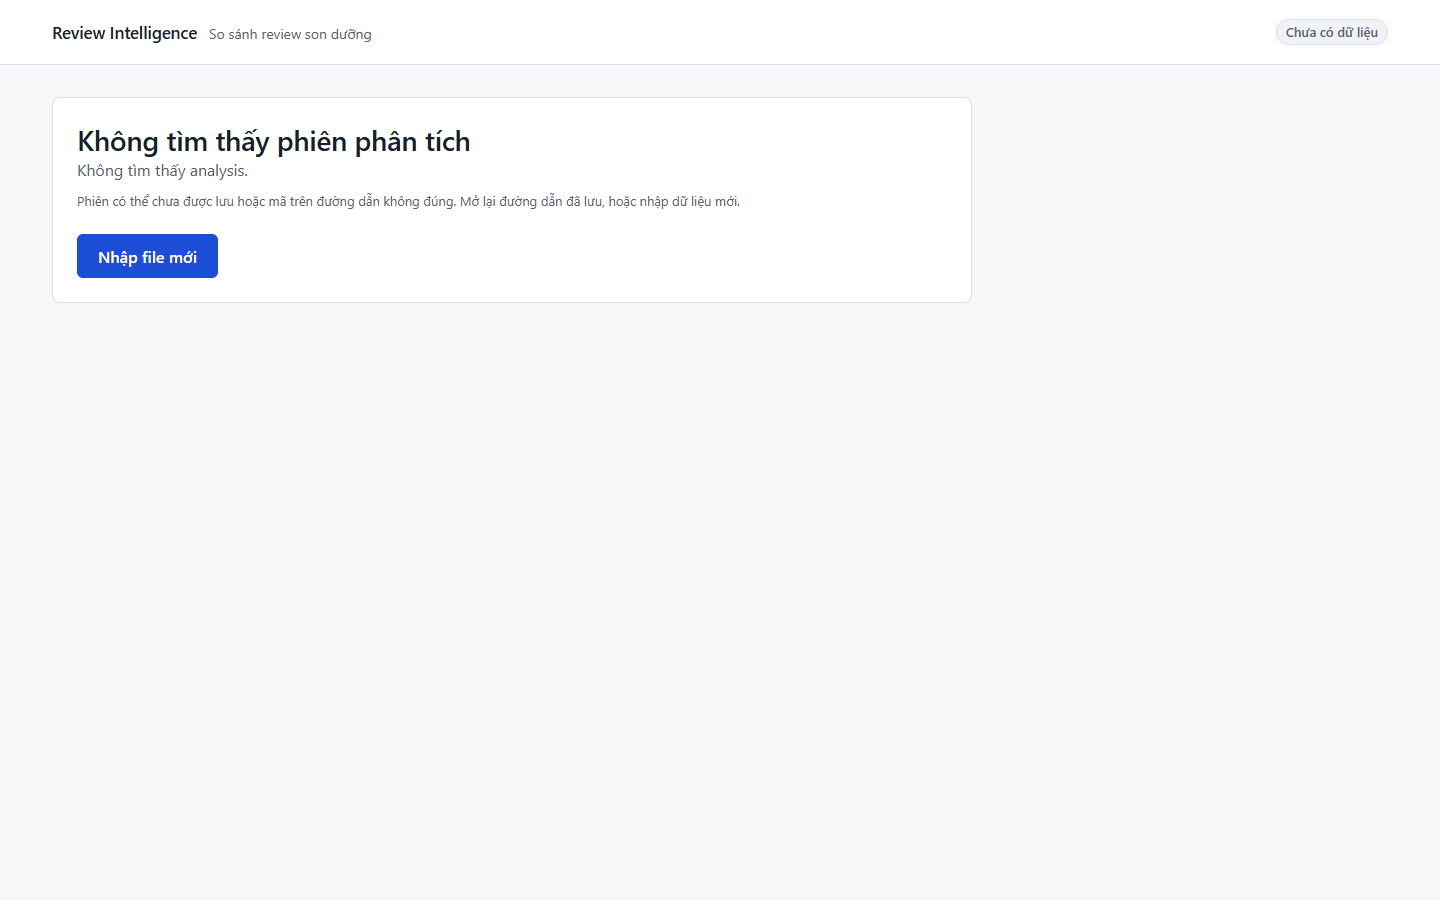 Review Intelligence So sánh review son dưỡng
Chưa có dữ liệu
Không tìm thấy phiên phân tích
Không tìm thấy analysis.
Phiên có thể chưa được lưu hoặc mã trên đường dẫn không đúng. Mở lại đường dẫn đã lưu, hoặc nhập dữ liệu mới.
Nhập file mới